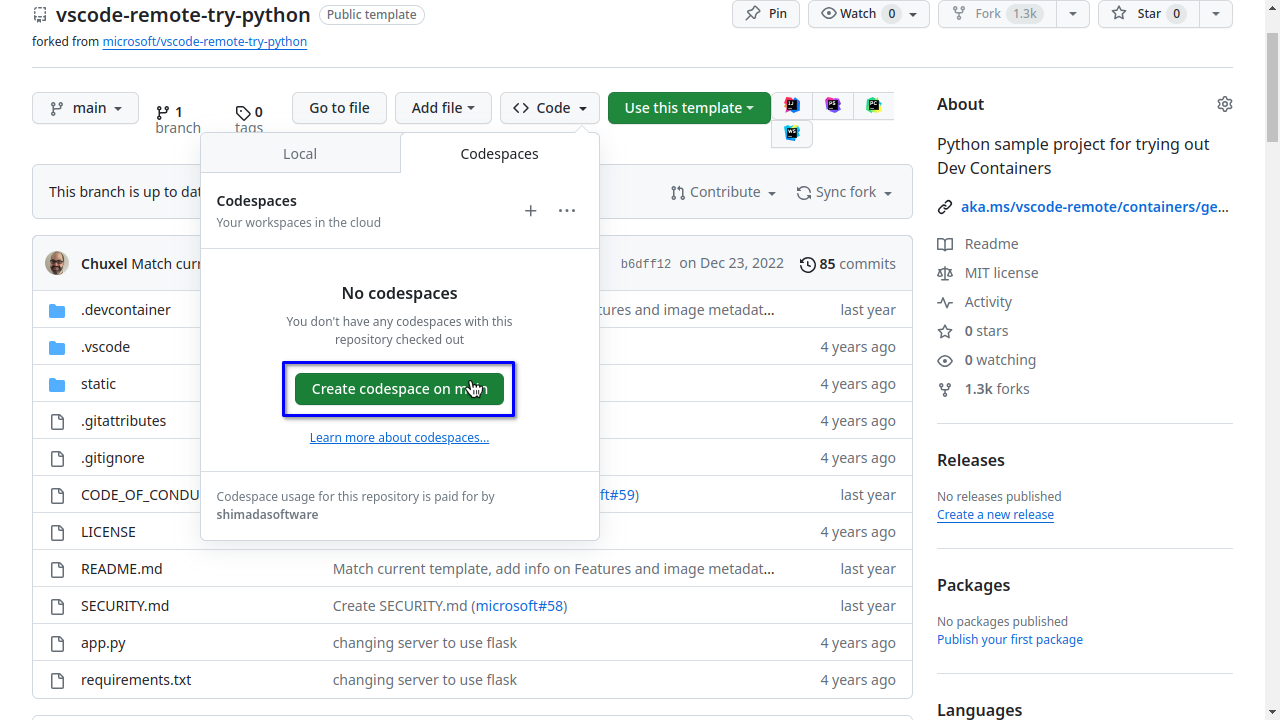 vscode-remote-try-python Public template Pin Watch 0 Fork 1.3k Star 0
forked from microsoft/vscode-remote-try-python
main 1 branch 0 tags Go to file Add file <> Code Use this template
Local Codespaces
Codespaces
Your workspaces in the cloud
No codespaces
You don't have any codespaces with this
repository checked out
Create codespace on main
Learn more about codespaces...
Codespace usage for this repository is paid for by
shimadasoftware
This branch is up to dat Contribute Sync fork
Chuxel Match curr b6dff12 on Dec 23, 2022 85 commits
.devcontainer tures and image metadat... last year
.vscode 4 years ago
static 4 years ago
.gitattributes 4 years ago
.gitignore 4 years ago
CODE_OF_CONDU ft#59) last year
LICENSE 4 years ago
README.md Match current template, add info on Features and image metadat... last year
SECURITY.md Create SECURITY.md (microsoft#58) last year
app.py changing server to use flask 4 years ago
requirements.txt changing server to use flask 4 years ago
About
Python sample project for trying out
Dev Containers
aka.ms/vscode-remote/containers/ge...
Readme
MIT license
Activity
0 stars
0 watching
1.3k forks
Releases
No releases published
Create a new release
Packages
No packages published
Publish your first package
Languages